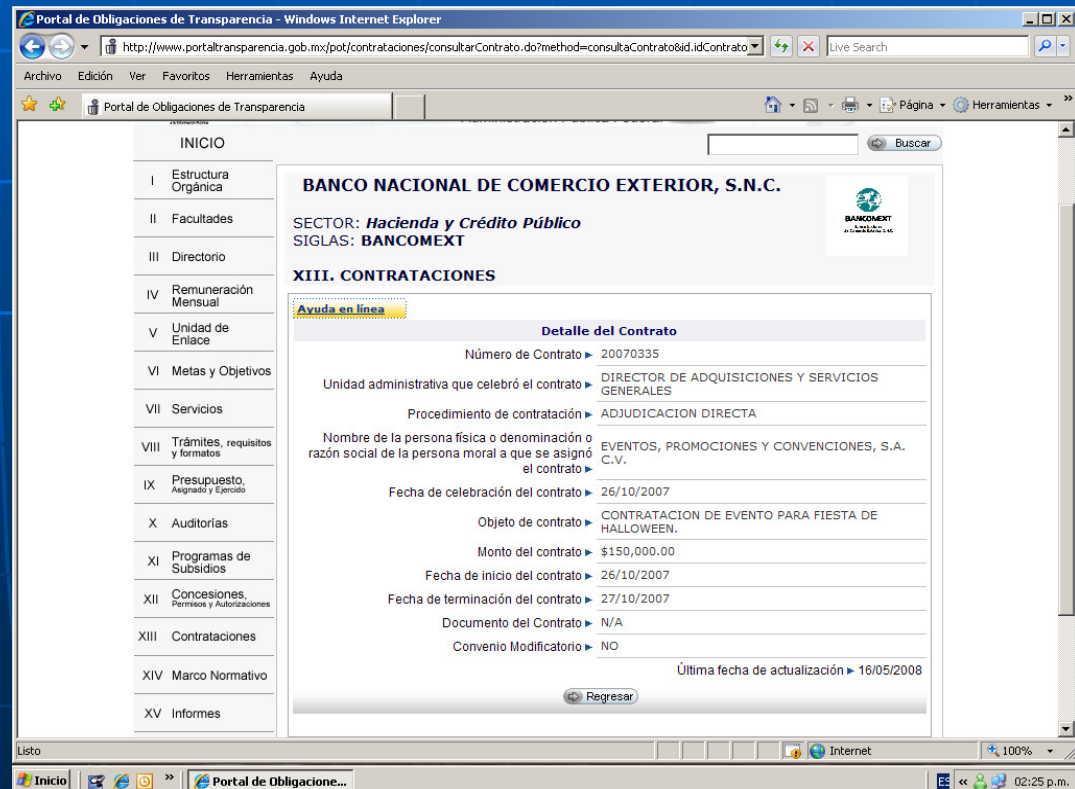 Portal de Obligaciones de Transparencia - Windows Internet Explorer
http://www.portaltransparencia.gob.mx/pot/contrataciones/consultarContrato.do?method=consultaContrato&id.idContrato
Live Search
Archivo Edición Ver Favoritos Herramientas Ayuda
Portal de Obligaciones de Transparencia
Página
Herramientas
»
INICIO
Buscar
I Estructura
Orgánica
II Facultades
III Directorio
IV Remuneración
Mensual
V Unidad de
Enlace
VI Metas y Objetivos
VII Servicios
VIII Trámites, requisitos
y formatos
IX Presupuesto,
Asignado y Ejercido
X Auditorías
XI Programas de
Subsidios
XII Concesiones,
Permisos y Autorizaciones
XIII Contrataciones
XIV Marco Normativo
XV Informes
BANCO NACIONAL DE COMERCIO EXTERIOR, S.N.C.
BANCOMEXT
SECTOR: Hacienda y Crédito Público
SIGLAS: BANCOMEXT
XIII. CONTRATACIONES
Ayuda en línea
Detalle del Contrato
Número de Contrato 20070335
Unidad administrativa que celebró el contrato DIRECTOR DE ADQUISICIONES Y SERVICIOS
GENERALES
Procedimiento de contratación ADJUDICACION DIRECTA
Nombre de la persona física o denominación o
razón social de la persona moral a que se asignó
el contrato
EVENTOS, PROMOCIONES Y CONVENCIONES, S.A.
C.V.
Fecha de celebración del contrato 26/10/2007
Objeto de contrato CONTRATACION DE EVENTO PARA FIESTA DE
HALLOWEEN.
Monto del contrato $150,000.00
Fecha de inicio del contrato 26/10/2007
Fecha de terminación del contrato 27/10/2007
Documento del Contrato N/A
Convenio Modificatorio NO
Última fecha de actualización 16/05/2008
Regresar
Listo
Internet
100%
Inicio
»
Portal de Obligacione...
ES
«
02:25 p.m.